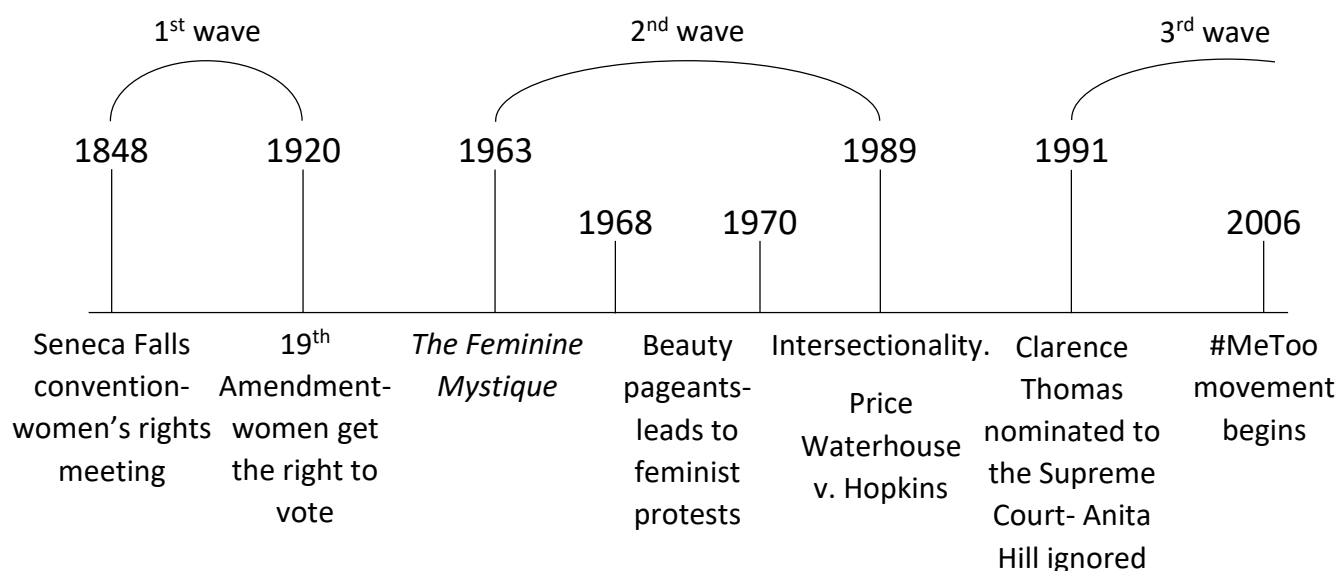 1st wave
2nd wave
3rd wave
1848
1920
1963
1989
1991
1968
1970
2006
Seneca Falls
convention-
women’s rights
meeting
19th
Amendment-
women get
the right to
vote
The Feminine
Mystique
Beauty
pageants-
leads to
feminist
protests
Intersectionality.
Price
Waterhouse
v. Hopkins
Clarence
Thomas
nominated to
the Supreme
Court- Anita
Hill ignored
#MeToo
movement
begins